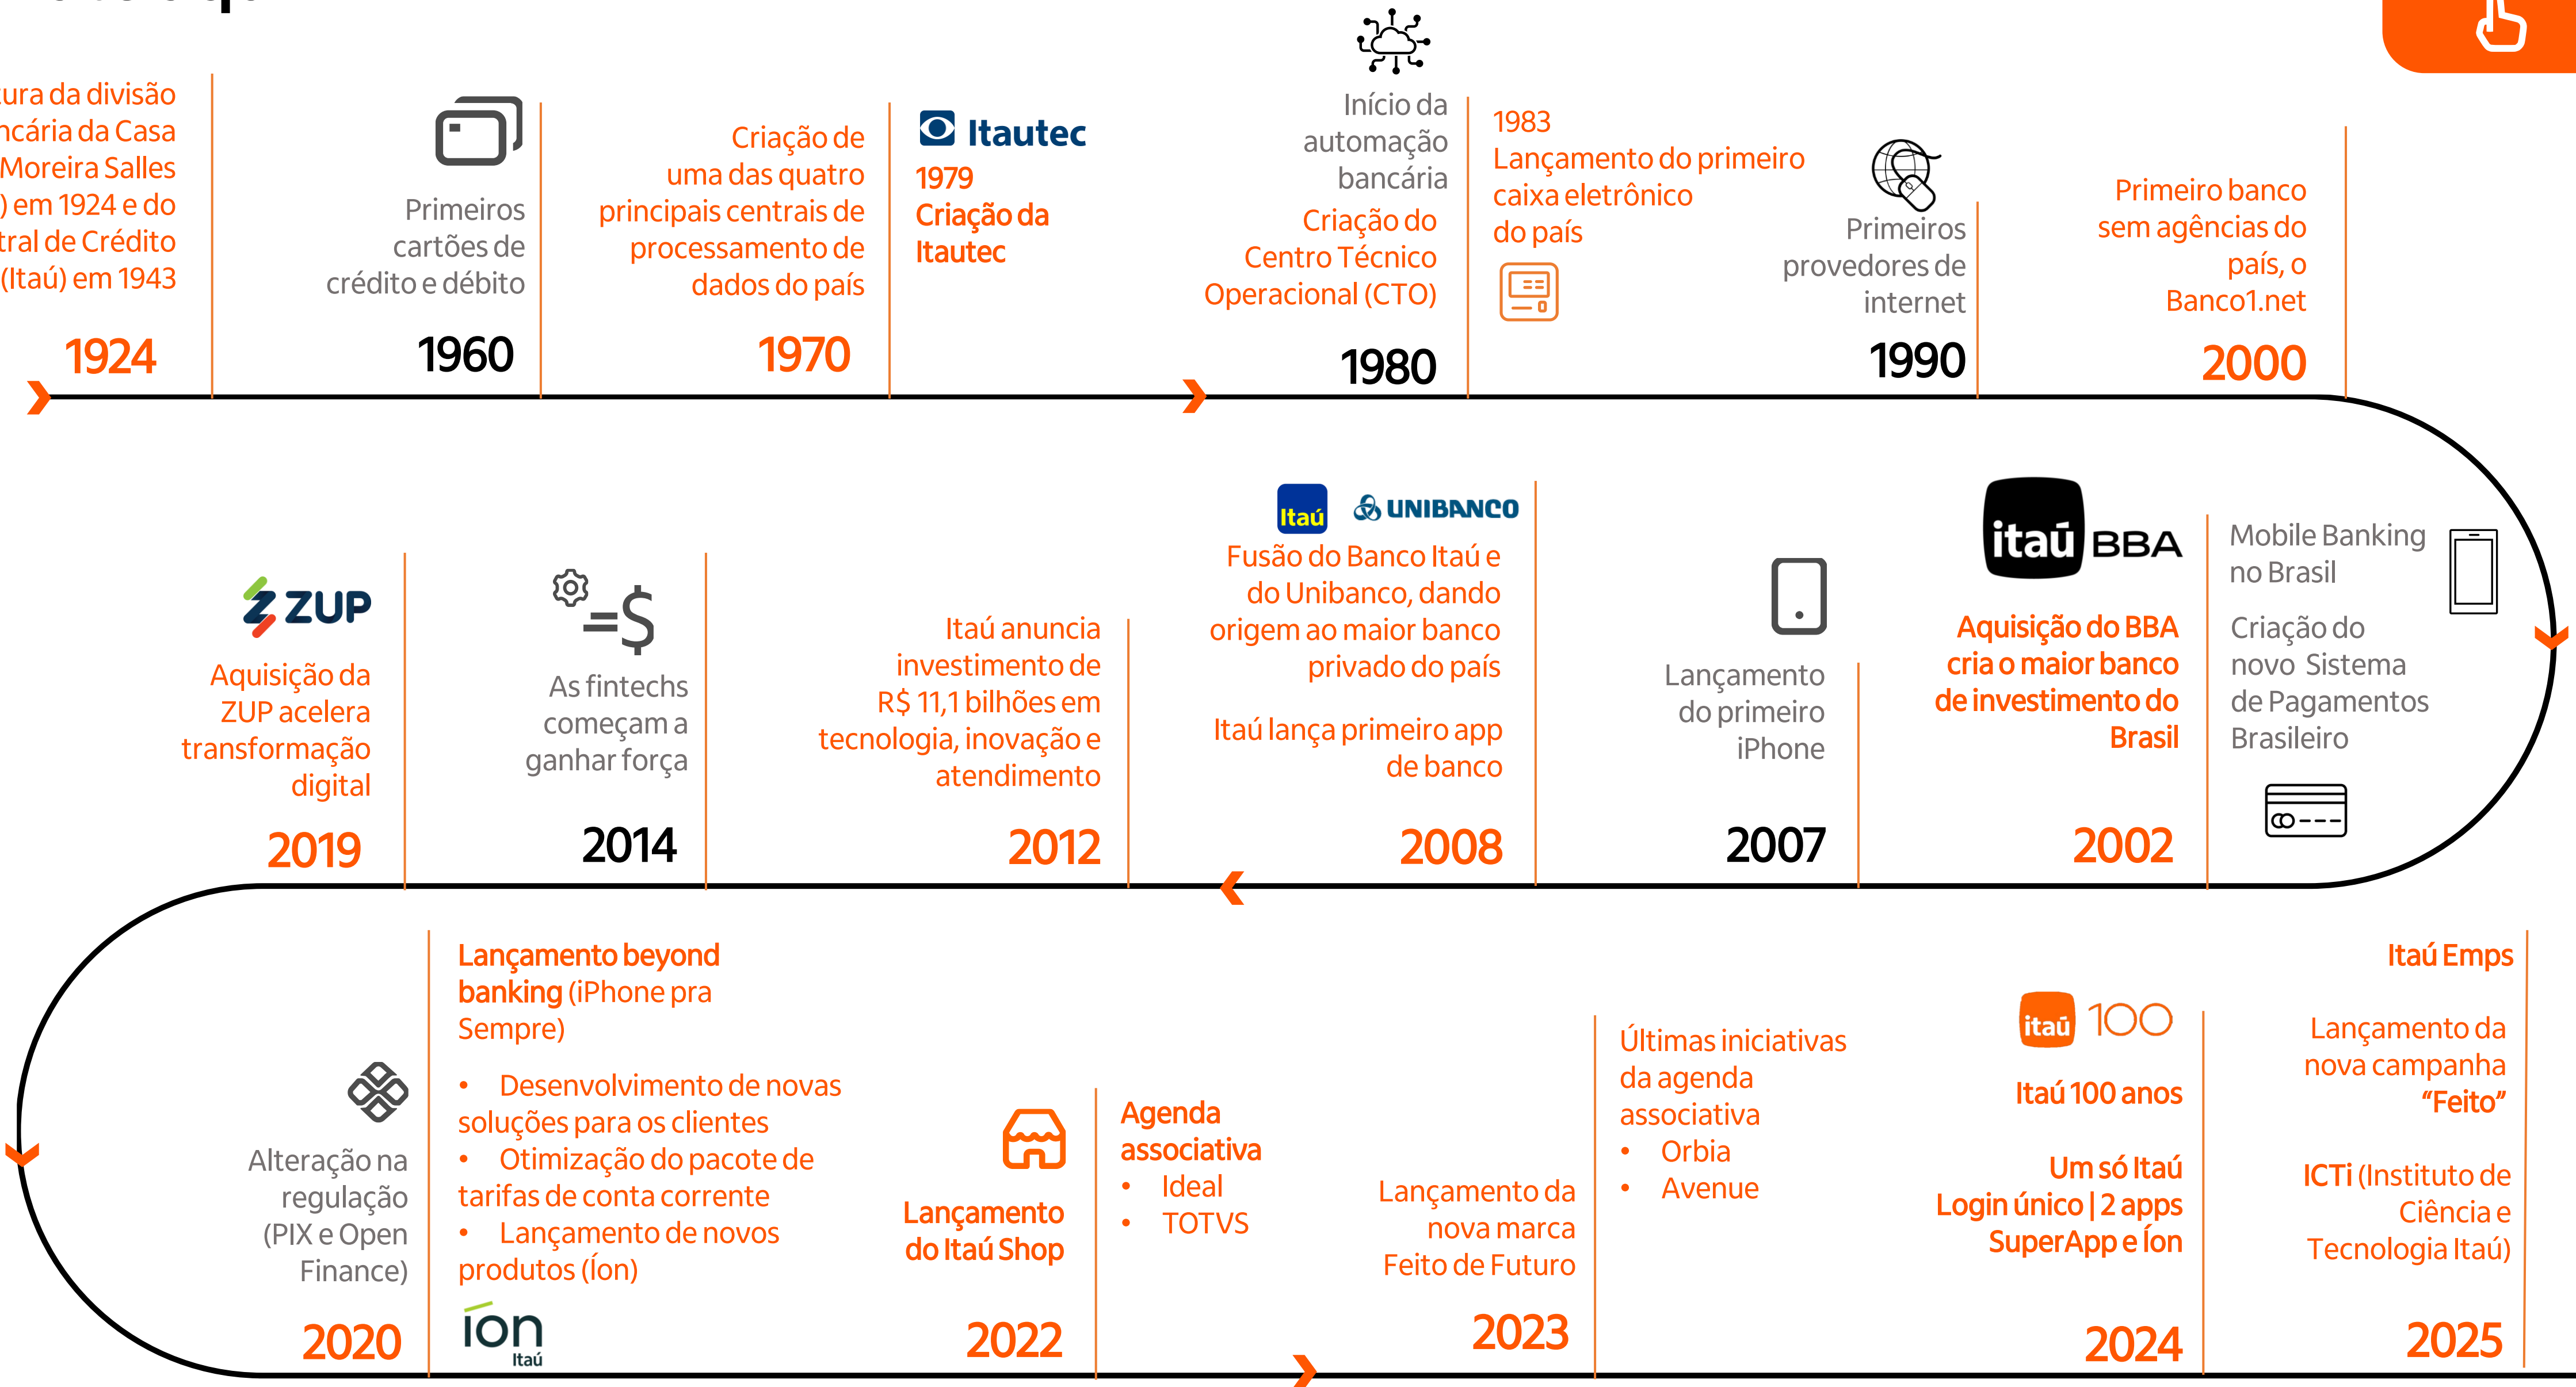 ura da divisão
ncária da Casa
Moreira Salles
) em 1924 e do
tral de Crédito
(Itaú) em 1943
1924
Primeiros
cartões de
crédito e débito
1960
Criação de
uma das quatro
principais centrais de
processamento de
dados do país
1970
Itautec
1979
Criação da
Itautec
Início da
automação
bancária
Criação do
Centro Técnico
Operacional (CTO)
1980
1983
Lançamento do primeiro
caixa eletrônico
do país
Primeiros
provedores de
internet
1990
Primeiro banco
sem agências do
país, o
Banco1.net
2000
Mobile Banking
no Brasil
Criação do
novo Sistema
de Pagamentos
Brasileiro
itaú BBA
Aquisição do BBA
cria o maior banco
de investimento do
Brasil
2002
Lançamento
do primeiro
iPhone
2007
Itaú UNIBANCO
Fusão do Banco Itaú e
do Unibanco, dando
origem ao maior banco
privado do país
Itaú lança primeiro app
de banco
2008
Itaú anuncia
investimento de
R$ 11,1 bilhões em
tecnologia, inovação e
atendimento
2012
=$
As fintechs
começam a
ganhar força
2014
ZUP
Aquisição da
ZUP acelera
transformação
digital
2019
Alteração na
regulação
(PIX e Open
Finance)
2020
Lançamento beyond
banking (iPhone pra
Sempre)
• Desenvolvimento de novas
soluções para os clientes
• Otimização do pacote de
tarifas de conta corrente
• Lançamento de novos
produtos (Íon)
íon
Itaú
Lançamento
do Itaú Shop
2022
Agenda
associativa
• Ideal
• TOTVS
Lançamento da
nova marca
Feito de Futuro
2023
Últimas iniciativas
da agenda
associativa
• Orbia
• Avenue
itaú 100
Itaú 100 anos
Um só Itaú
Login único | 2 apps
SuperApp e Íon
2024
Itaú Emps
Lançamento da
nova campanha
“Feito”
ICTi (Instituto de
Ciência e
Tecnologia Itaú)
2025